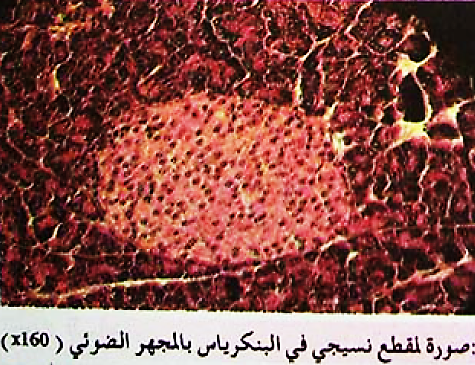 :صورة لمقطع نسيجي في البنكرياس بالمجهر الضوئي (x160)